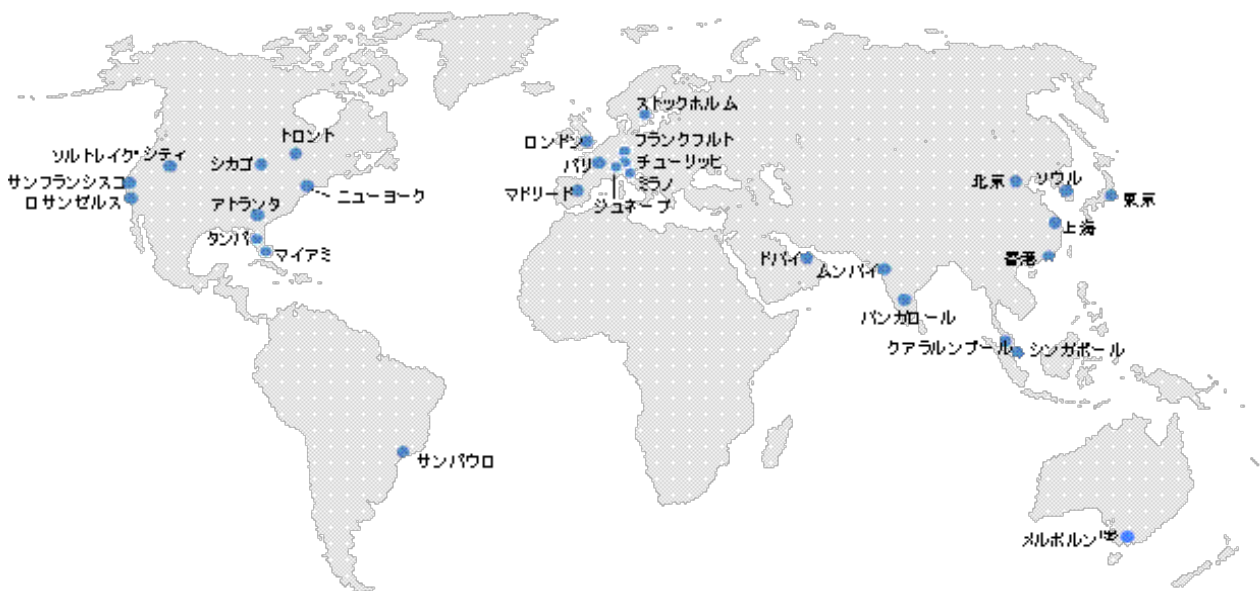 ストックホルム
トロント
ロンドン
フランクフルト
ソルトレイク・シティ
シカゴ
パリ
チューリッヒ
サンフランシスコ
ミラノ
北京
ソウル
ロサンゼルス
ニューヨーク
マドリード
東京
アトランタ
ジュネーブ
タンパ
上海
マイアミ
ドバイ
ムンバイ
香港
バンガロール
クアラルンプール
シンガポール
サンパウロ
メルボルン